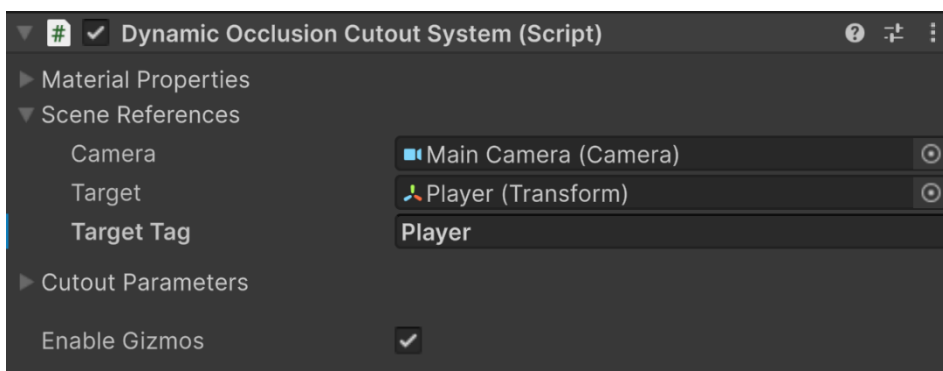 # Dynamic Occlusion Cutout System (Script)
Material Properties
Scene References
Camera Main Camera (Camera)
Target Player (Transform)
Target Tag Player
Cutout Parameters
Enable Gizmos